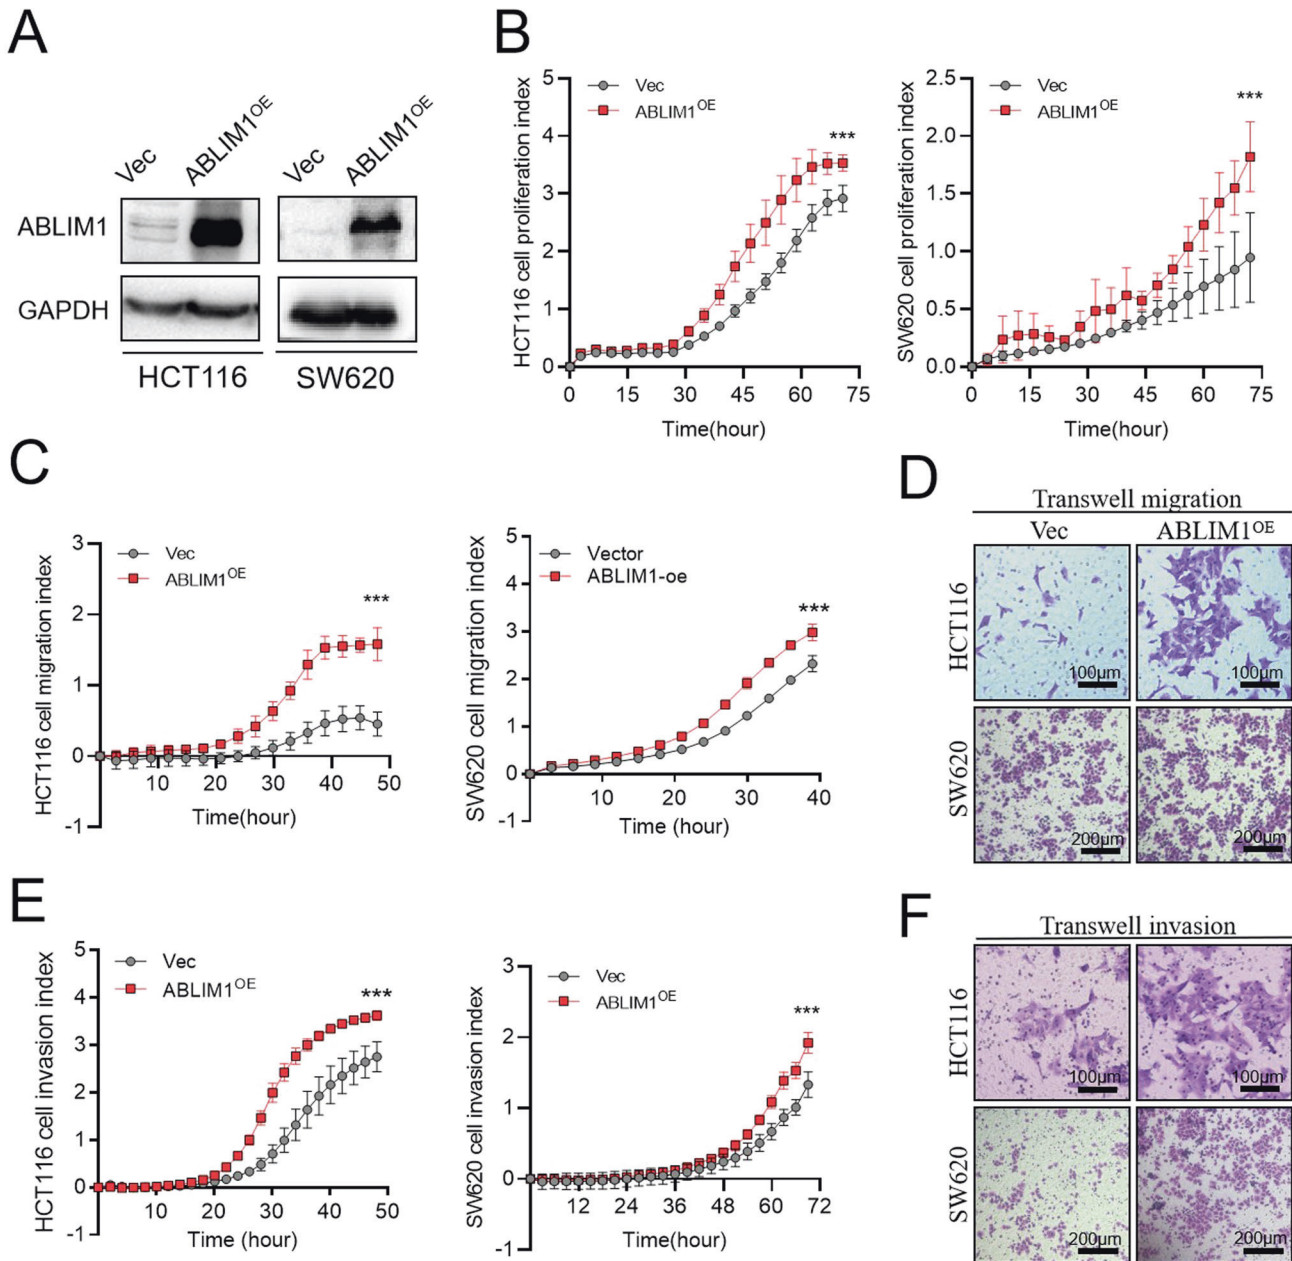 A
Vec
ABLIM1OE
Vec
ABLIM1OE
ABLIM1
GAPDH
HCT116
SW620
B
HCT116 cell proliferation index
5
4
3
2
1
0
Vec
ABLIM1OE
***
0 15 30 45 60 75
Time(hour)
SW620 cell proliferation index
2.5
2.0
1.5
1.0
0.5
0.0
Vec
ABLIM1OE
***
0 15 30 45 60 75
Time(hour)
C
HCT116 cell migration index
3
2
1
0
-1
Vec
ABLIM1OE
***
10 20 30 40 50
Time(hour)
SW620 cell migration index
5
4
3
2
1
0
-1
Vector
ABLIM1-oe
***
10 20 30 40
Time (hour)
D
Transwell migration
Vec ABLIM1OE
HCT116
100μm
100μm
SW620
200μm
200μm
E
HCT116 cell invasion index
5
4
3
2
1
0
-1
Vec
ABLIM1OE
***
10 20 30 40 50
Time (hour)
SW620 cell invasion index
3
2
1
0
-1
Vec
ABLIM1OE
***
12 24 36 48 60 72
Time(hour)
F
Transwell invasion
HCT116
100μm
100μm
SW620
200μm
200μm